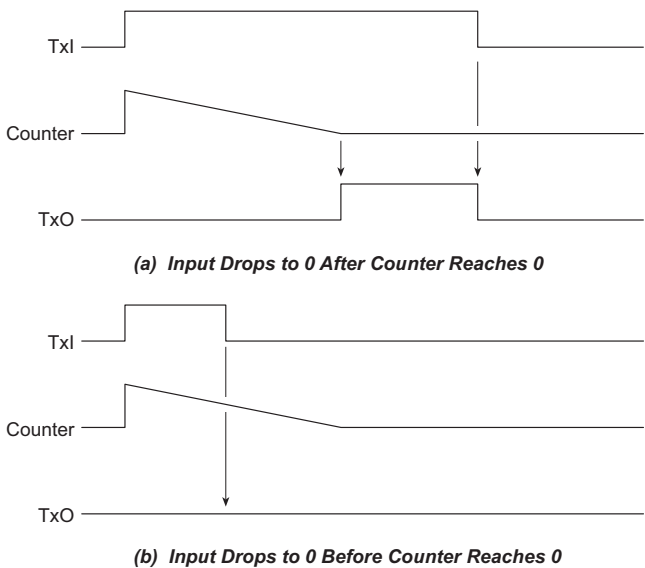 TxI
Counter
TxO
(a) Input Drops to 0 After Counter Reaches 0
TxI
Counter
TxO
(b) Input Drops to 0 Before Counter Reaches 0